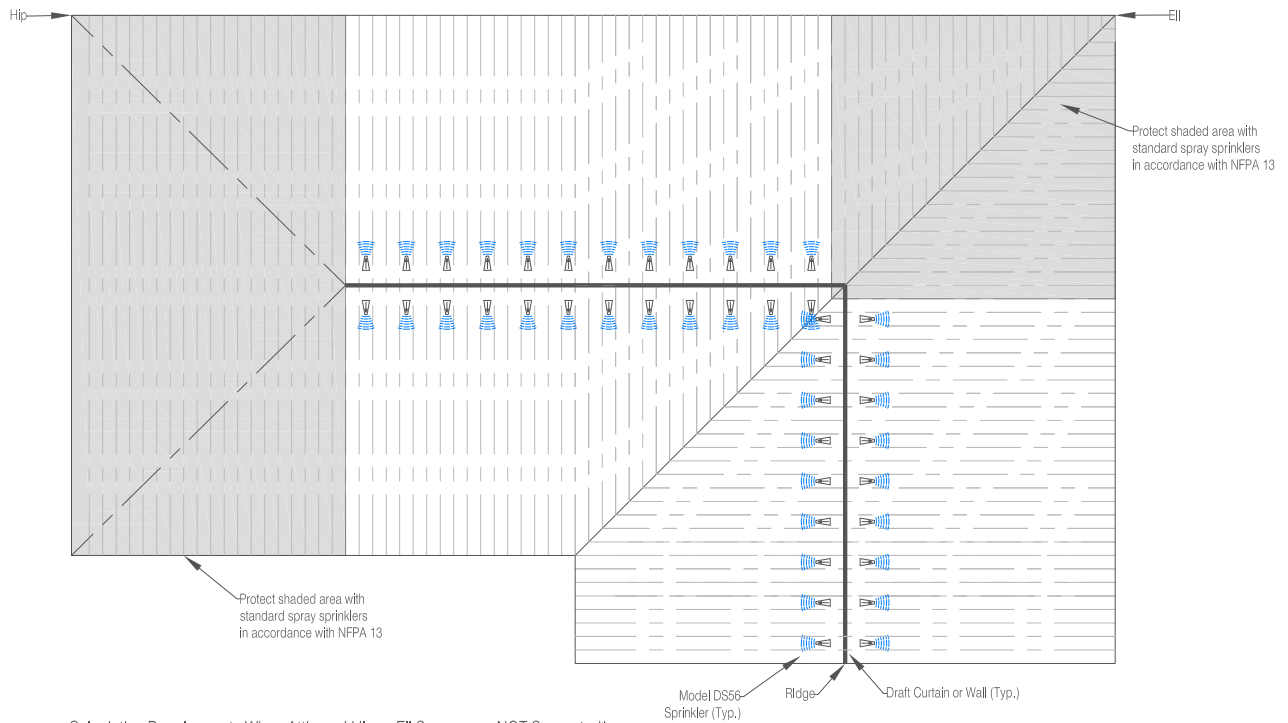 Hip
Ell
Protect shaded area with
standard spray sprinklers
in accordance with NFPA 13
Protect shaded area with
standard spray sprinklers
in accordance with NFPA 13
Model DS56
Sprinkler (Typ.)
Ridge
Draft Curtain or Wall (Typ.)